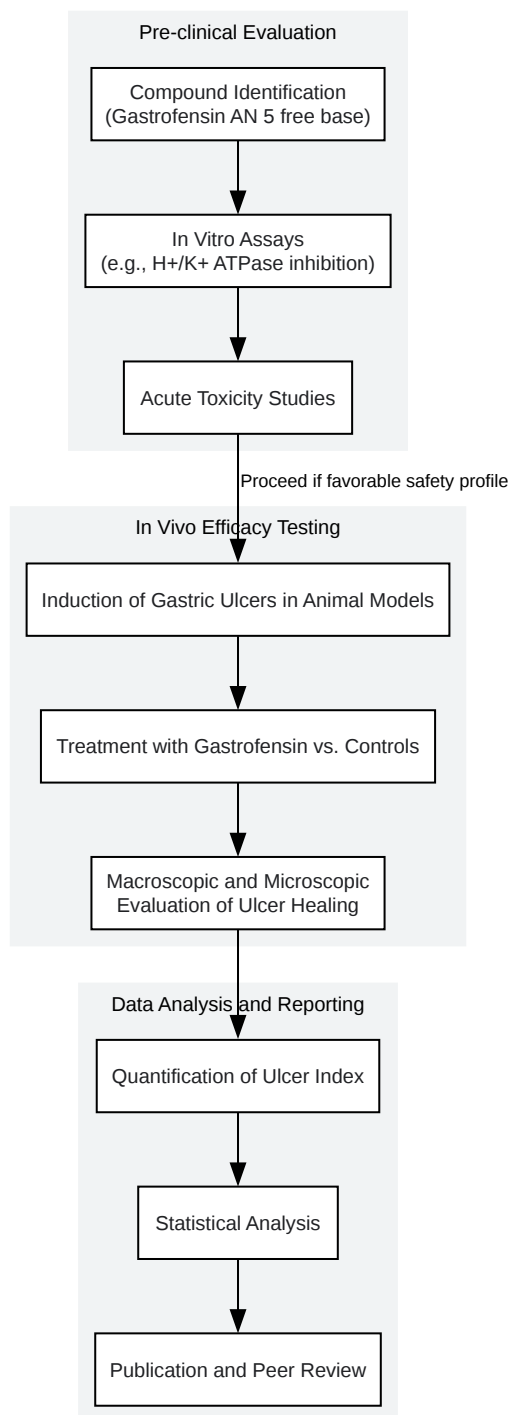 Pre-clinical Evaluation
Compound Identification
(Gastrofensin AN 5 free base)
In Vitro Assays
(e.g., H+/K+ ATPase inhibition)
Acute Toxicity Studies
Proceed if favorable safety profile
In Vivo Efficacy Testing
Induction of Gastric Ulcers in Animal Models
Treatment with Gastrofensin vs. Controls
Macroscopic and Microscopic
Evaluation of Ulcer Healing
Data Analysis and Reporting
Quantification of Ulcer Index
Statistical Analysis
Publication and Peer Review